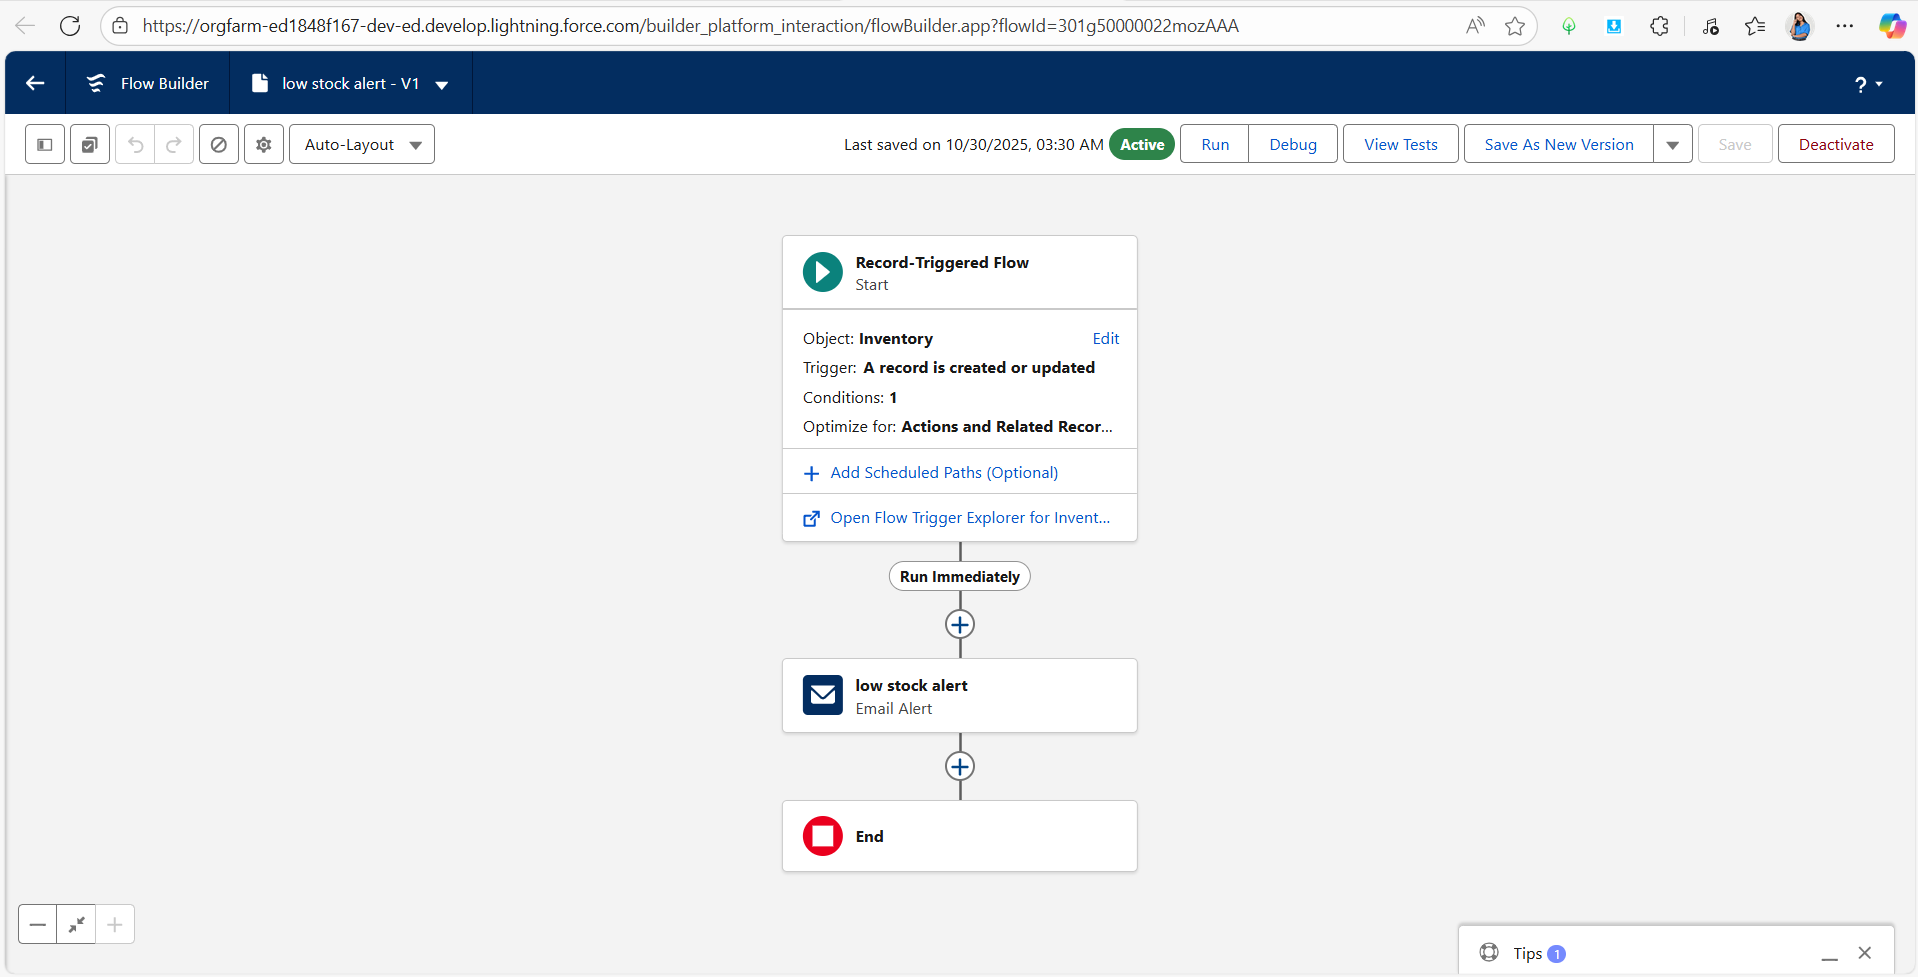 https://orgfarm-ed1848f167-dev-ed.develop.lightning.force.com/builder_platform_interaction/flowBuilder.app?flowId=301g50000022mozAAA
Flow Builder
low stock alert - V1
?
Auto-Layout
Last saved on 10/30/2025, 03:30 AM
Active
Run
Debug
View Tests
Save As New Version
Save
Deactivate
Record-Triggered Flow
Start
Object: Inventory
Edit
Trigger: A record is created or updated
Conditions: 1
Optimize for: Actions and Related Recor...
Add Scheduled Paths (Optional)
Open Flow Trigger Explorer for Invent...
Run Immediately
low stock alert
Email Alert
End
Tips 1